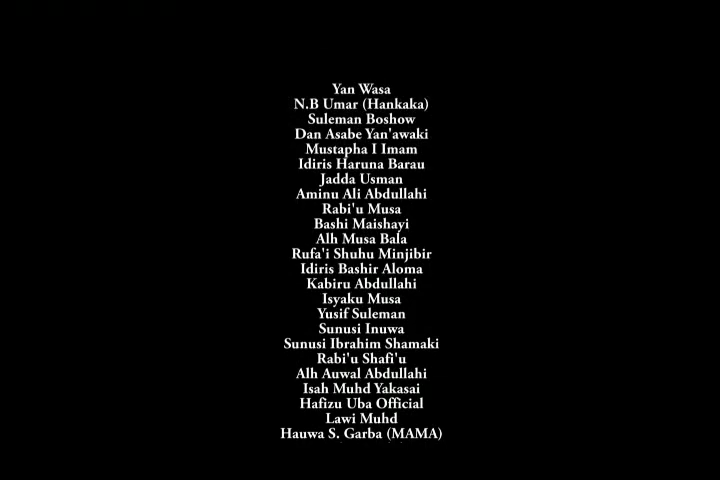 Yan Wasa
N.B Umar (Hankaka)
Suleman Boshow
Dan Asabe Yan'awaki
Mustapha I Imam
Idiris Haruna Barau
Jadda Usman
Aminu Ali Abdullahi
Rabi'u Musa
Bashi Maishayi
Alh Musa Bala
Rufa'i Shuhu Minjibir
Idiris Bashir Aloma
Kabiru Abdullahi
Isyaku Musa
Yusif Suleman
Sunusi Inuwa
Sunusi Ibrahim Shamaki
Rabi'u Shafi'u
Alh Auwal Abdullahi
Isah Muhd Yakasai
Hafizu Uba Official
Lawi Muhd
Hauwa S. Garba (MAMA)